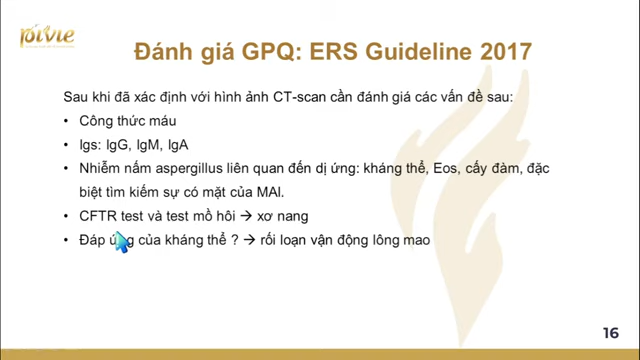 pivie
Đánh giá GPQ: ERS Guideline 2017
Sau khi đã xác định với hình ảnh CT-scan cần đánh giá các vấn đề sau:
• Công thức máu
• Igs: IgG, IgM, IgA
• Nhiễm nấm aspergillus liên quan đến dị ứng: kháng thể, Eos, cấy đàm, đặc
biệt tìm kiếm sự có mặt của MAI.
• CFTR test và test mồ hôi → xơ nang
• Đáp ứng của kháng thể ? → rối loạn vận động lông mao
16